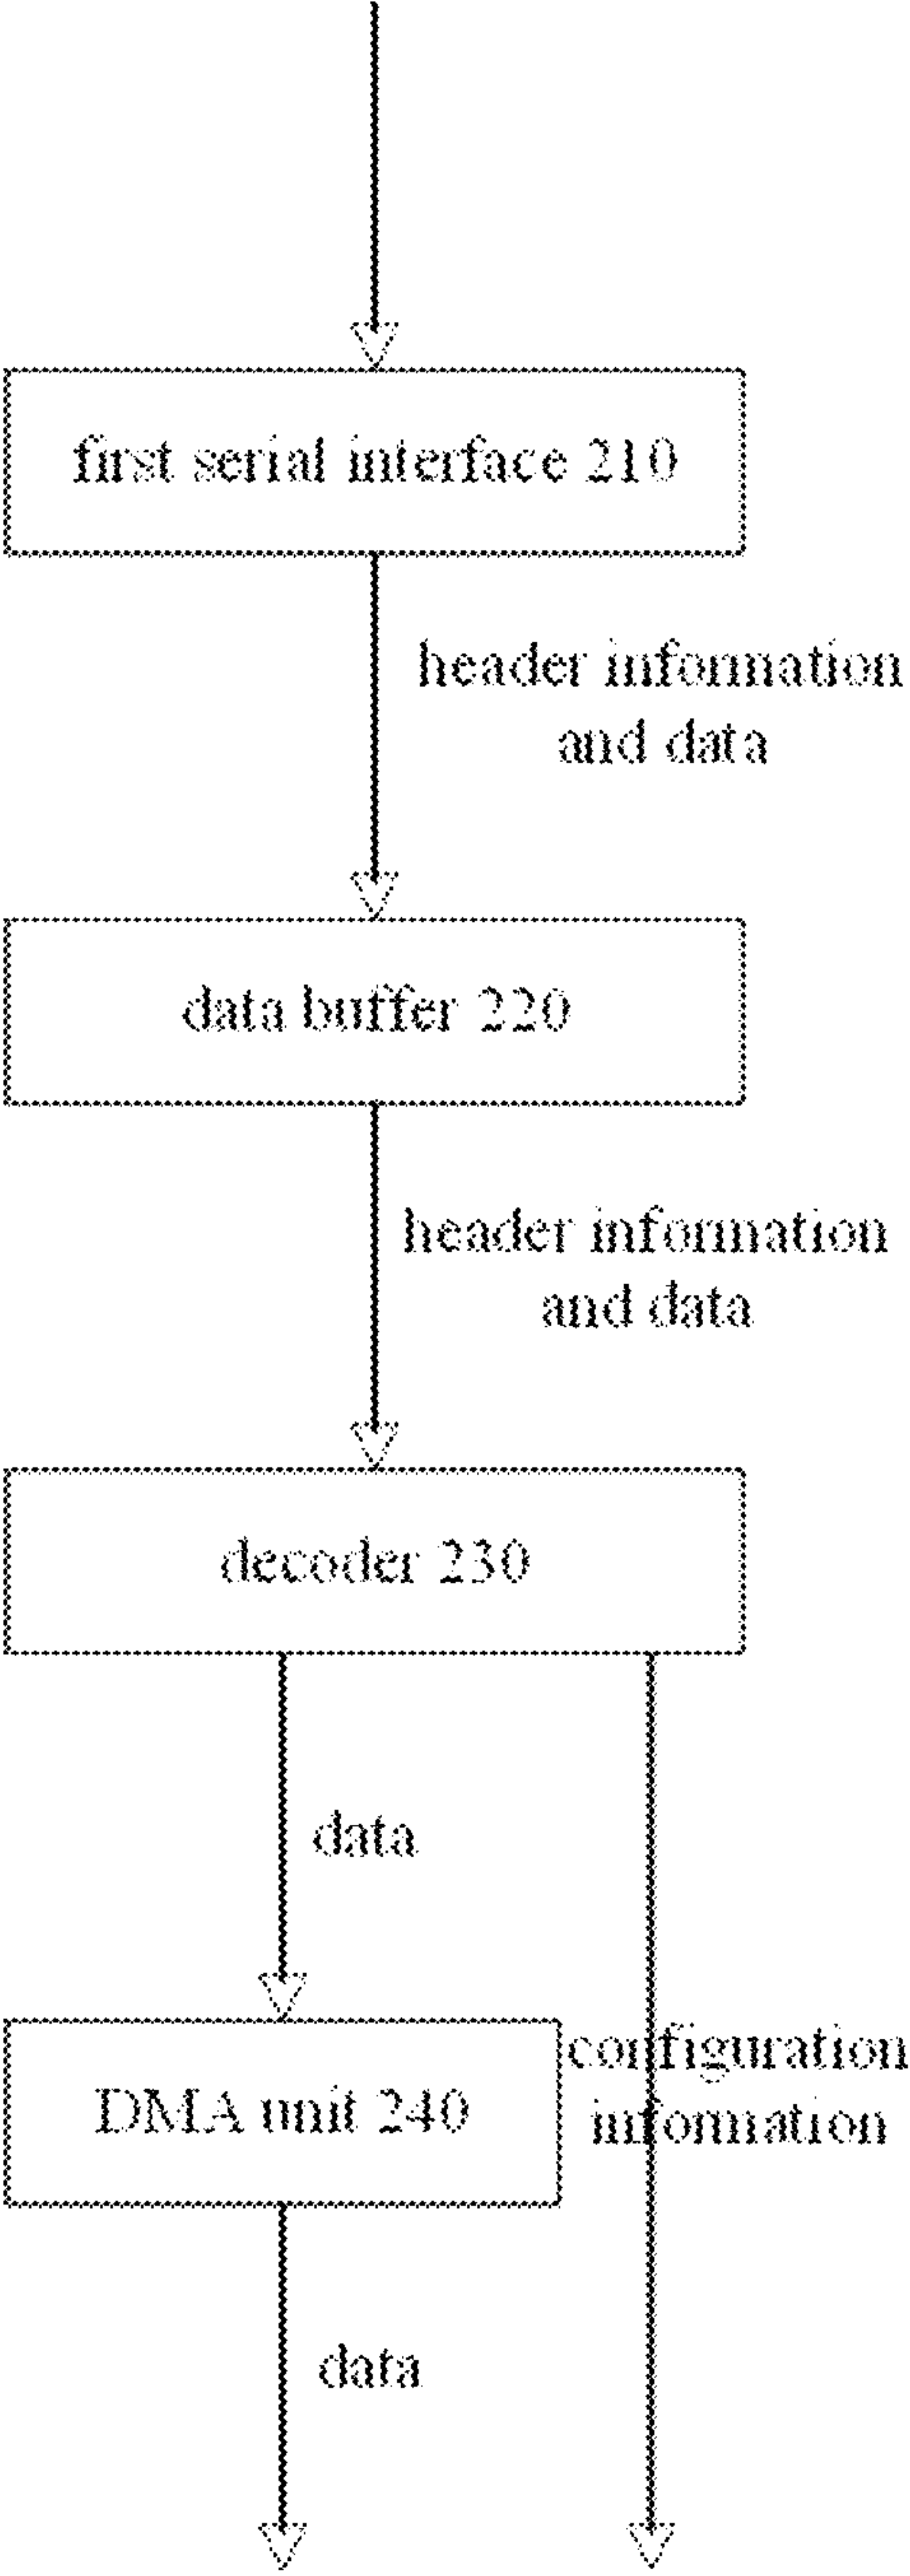 first serial interface 210
header information
and data
data buffer 220
header information
and data
decoder 230
data
configuration
information
DMA unit 240
data